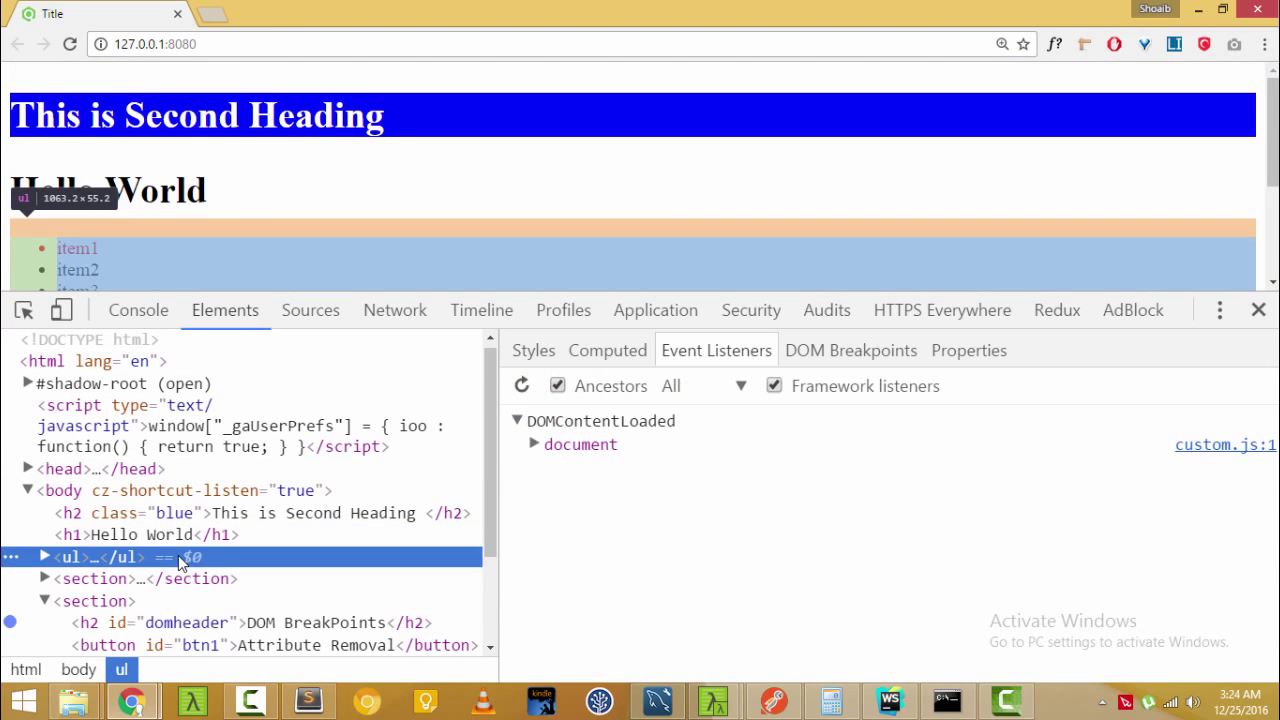 Title
Shoaib
127.0.0.1:8080
f?
LI
This is Second Heading
Hello World
ul 1063.2×55.2
item1
item2
Console Elements Sources Network Timeline Profiles Application Security Audits HTTPS Everywhere Redux AdBlock
<!DOCTYPE html>
<html lang="en">
#shadow-root (open)
<script type="text/
javascript">window["_gaUserPrefs"] = { ioo :
function() { return true; } }</script>
<head>…</head>
<body cz-shortcut-listen="true">
<h2 class="blue">This is Second Heading </h2>
<h1>Hello World</h1>
<ul>…</ul> == $0
<section>…</section>
<section>
<h2 id="domheader">DOM BreakPoints</h2>
<button id="btn1">Attribute Removal</button>
html body ul
Styles Computed Event Listeners DOM Breakpoints Properties
Ancestors All Framework listeners
DOMContentLoaded
document custom.js:1
Activate Windows
Go to PC settings to activate Windows.
kindle
WS
3:24 AM
12/25/2016